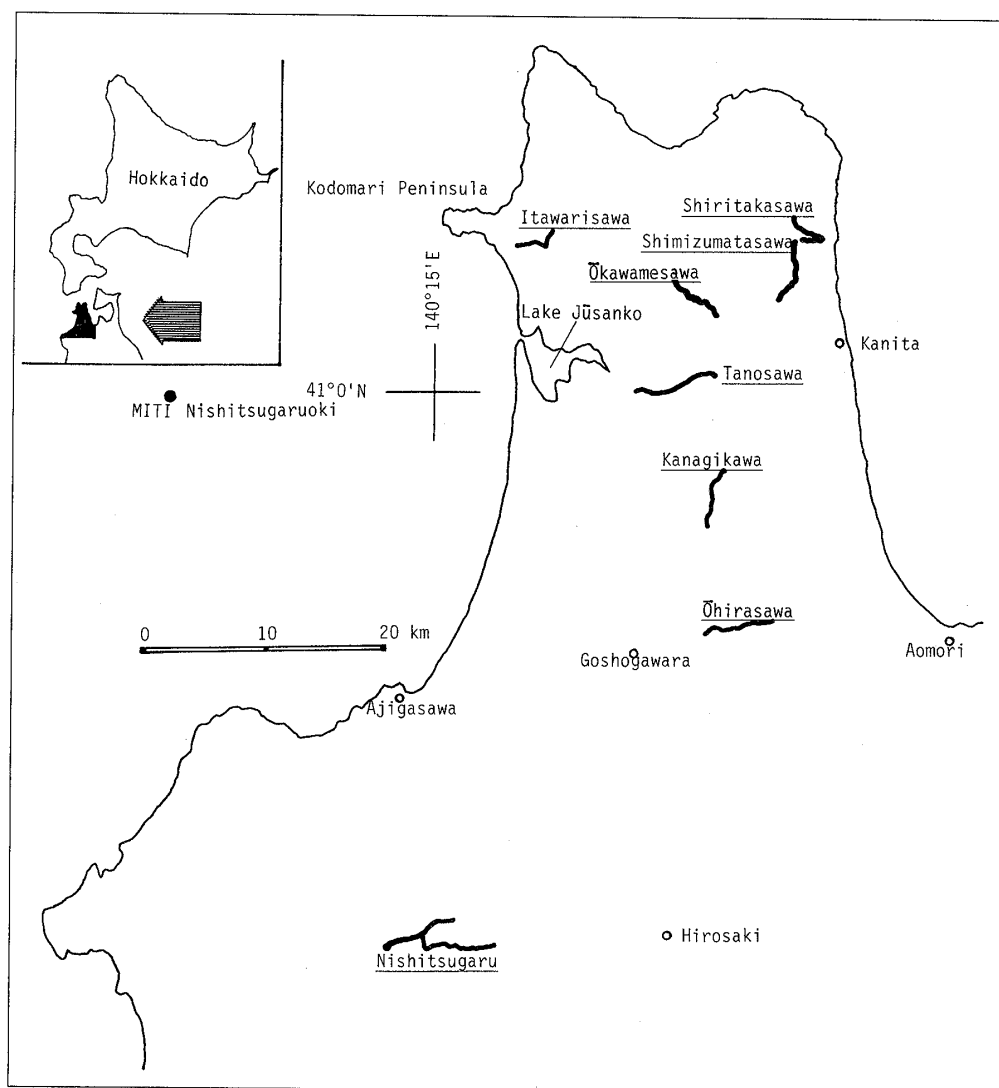 Hokkaido
Kodomari Peninsula
Itawarisawa
Shiritakasawa
Shimizumatasawa
Ōkawamesawa
140°15'E
Lake Jūsanko
Kanita
41°0'N
Tanosawa
MITI Nishitsugaruoki
Kanagikawa
Ōhirasawa
0 10 20 km
Goshogawara
Aomori
Ajigasawa
Hirosaki
Nishitsugaru